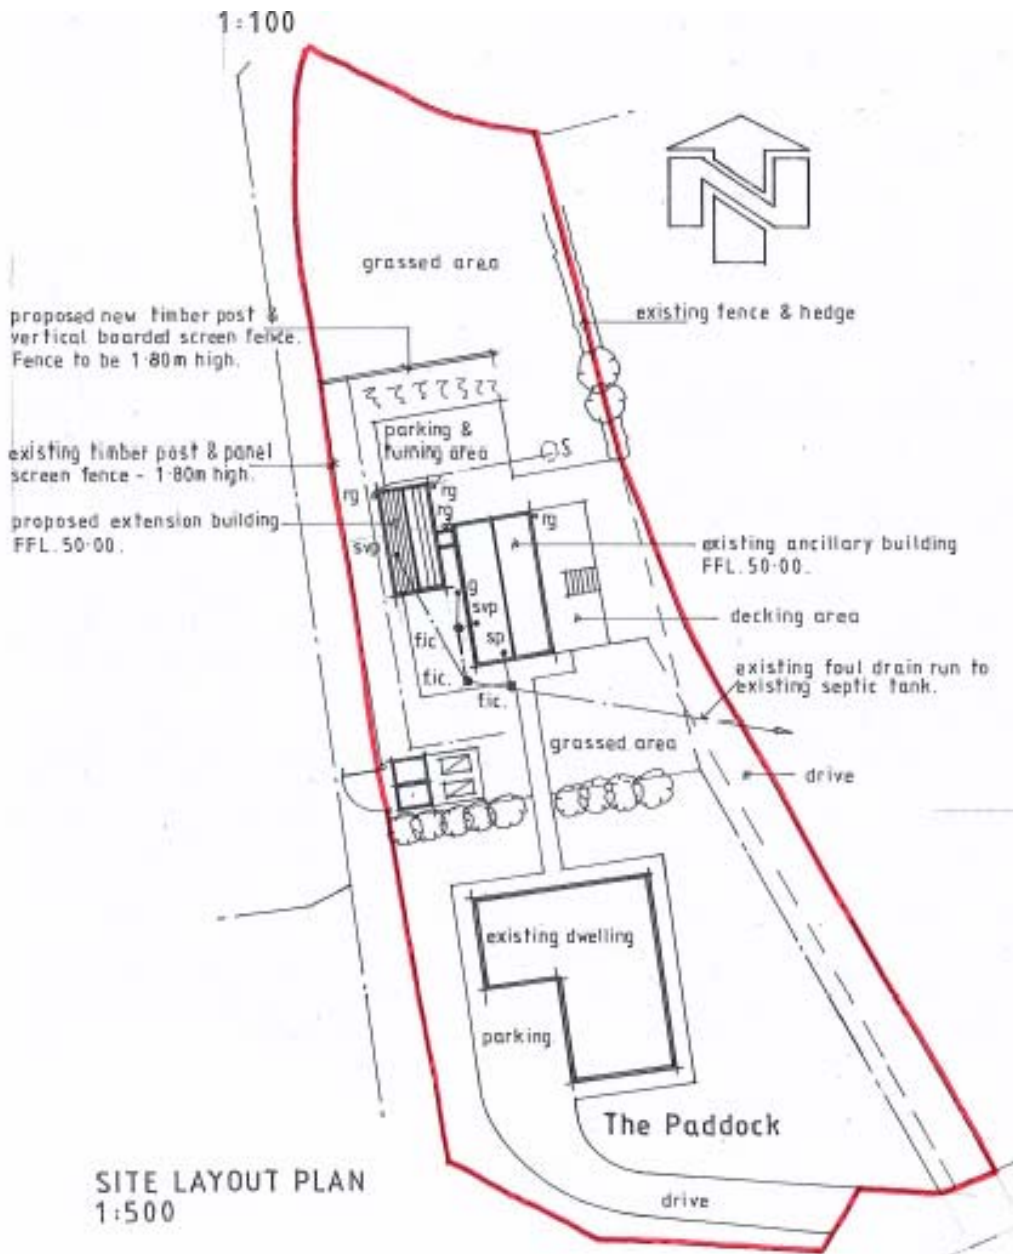 1:100
N
grassed area
proposed new timber post &
vertical boarded screen fence.
Fence to be 1·80m high.
existing fence & hedge
parking &
turning area
S
existing timber post & panel
screen fence - 1·80m high.
rg
rg
rg
rg
proposed extension building
FFL. 50·00.
svp
existing ancillary building
FFL. 50·00.
g
svp
decking area
fic
sp
f.ic.
f.ic.
existing foul drain run to
existing septic tank.
grassed area
drive
existing dwelling
parking
The Paddock
SITE LAYOUT PLAN
1:500
drive